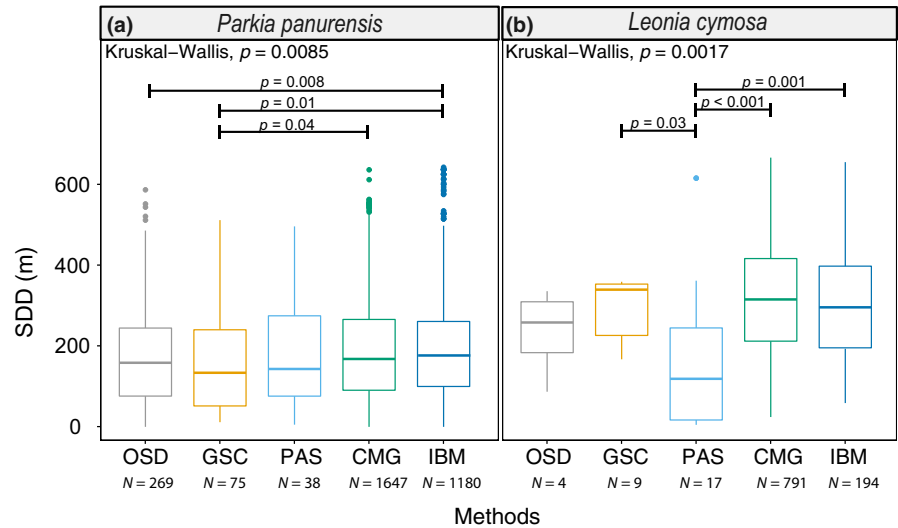 (a) Parkia panurensis
Kruskal−Wallis, p = 0.0085
p = 0.008
p = 0.01
p = 0.04
(b) Leonia cymosa
Kruskal−Wallis, p = 0.0017
p = 0.001
p < 0.001
p = 0.03
SDD (m)
600
400
200
0
OSD GSC PAS CMG IBM
N = 269 N = 75 N = 38 N = 1647 N = 1180
OSD GSC PAS CMG IBM
N = 4 N = 9 N = 17 N = 791 N = 194
Methods